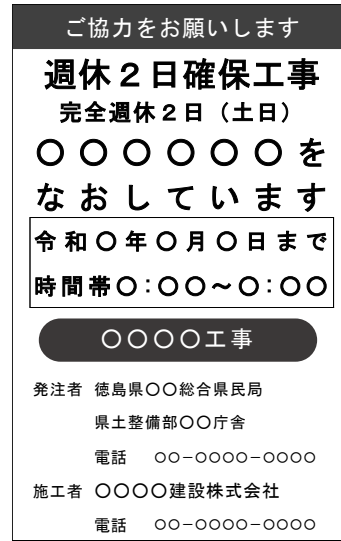 ご協力をお願いします
週休２日確保工事
完全週休２日（土日）
〇〇〇〇〇〇を
なおしています
令和〇年〇月〇日まで
時間帯〇：〇〇～〇：〇〇
〇〇〇〇工事
発注者 徳島県〇〇総合県民局
県土整備部〇〇庁舎
電話 〇〇－〇〇〇〇－〇〇〇〇
施工者 〇〇〇〇建設株式会社
電話 〇〇－〇〇〇〇－〇〇〇〇